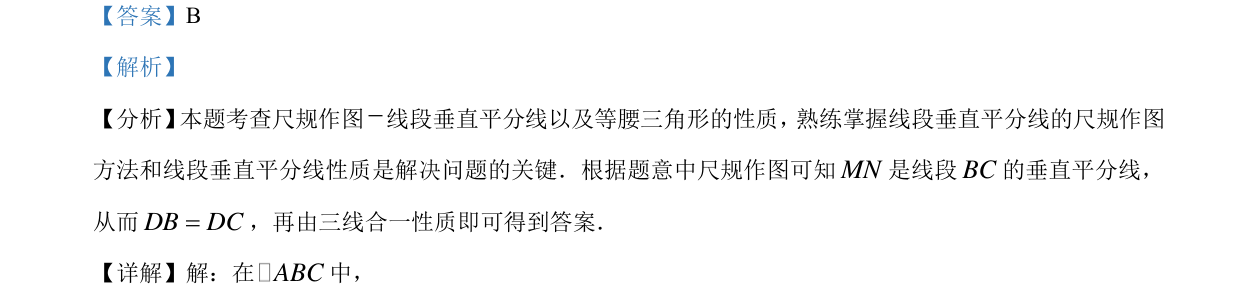 【答案】B
【解析】
【分析】本题考查尺规作图－线段垂直平分线以及等腰三角形的性质，熟练掌握线段垂直平分线的尺规作图
方法和线段垂直平分线性质是解决问题的关键．根据题意中尺规作图可知 MN 是线段 BC 的垂直平分线，
从而 DB = DC ，再由三线合一性质即可得到答案．
【详解】解：在□ABC 中，